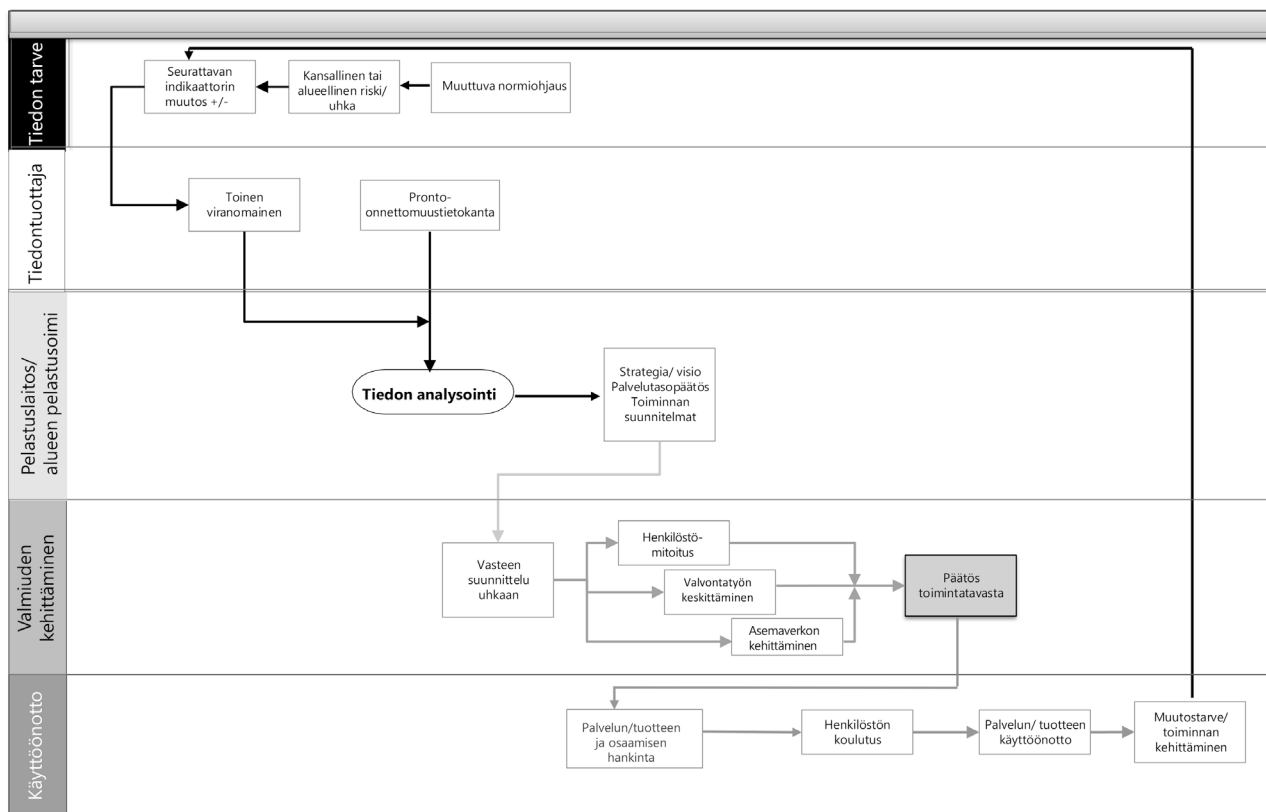 Tiedon tarve
Seurattavan
indikaattorin
muutos +/-
Kansallinen tai
alueellinen riski/
uhka
Muuttuva normiohjaus
Tiedontuottaja
Toinen
viranomainen
Pronto-
onnettomuustietokanta
Pelastuslaitos/
alueen pelastusoimi
Tiedon analysointi
Strategia/ visio
Palvelutasopäätös
Toiminnan
suunnitelmat
Valmiuden
kehittäminen
Vasteen
suunnittelu
uhkaan
Henkilöstö-
mitoitus
Valvontatyön
keskittäminen
Asemaverkon
kehittäminen
Päätös
toimintatavasta
Käyttöönotto
Palvelun/tuotteen
ja osaamisen
hankinta
Henkilöstön
koulutus
Palvelun/ tuotteen
käyttöönotto
Muutostarve/
toiminnan
kehittäminen